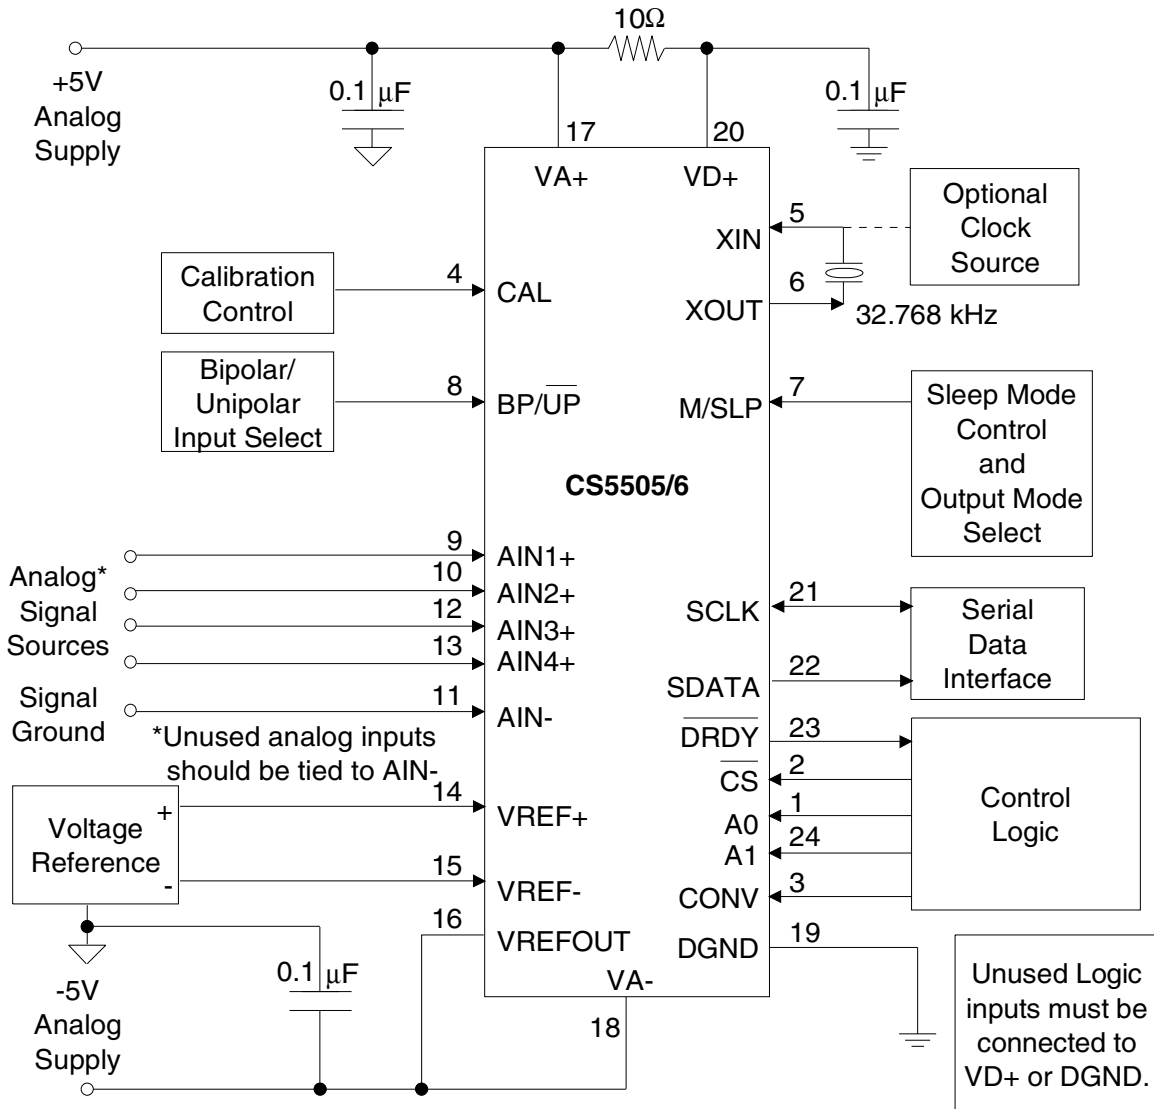 10Ω
+5V
Analog
Supply
0.1 µF
0.1 µF
17
20
VA+
VD+
Optional
Clock
Source
5
XIN
6
XOUT
32.768 kHz
Calibration
Control
4
CAL
Bipolar/
Unipolar
Input Select
8
BP/U̅P̅
7
M/SLP
Sleep Mode
Control
and
Output Mode
Select
CS5505/6
Analog*
Signal
Sources
9
AIN1+
10
AIN2+
12
AIN3+
13
AIN4+
Signal
Ground
11
AIN-
*Unused analog inputs
should be tied to AIN-
21
SCLK
22
SDATA
Serial
Data
Interface
23
D̅R̅D̅Y̅
2
C̅S̅
1
A0
24
A1
3
CONV
Control
Logic
Voltage
Reference
+
-
14
VREF+
15
VREF-
16
VREFOUT
19
DGND
-5V
Analog
Supply
0.1 µF
VA-
18
Unused Logic
inputs must be
connected to
VD+ or DGND.